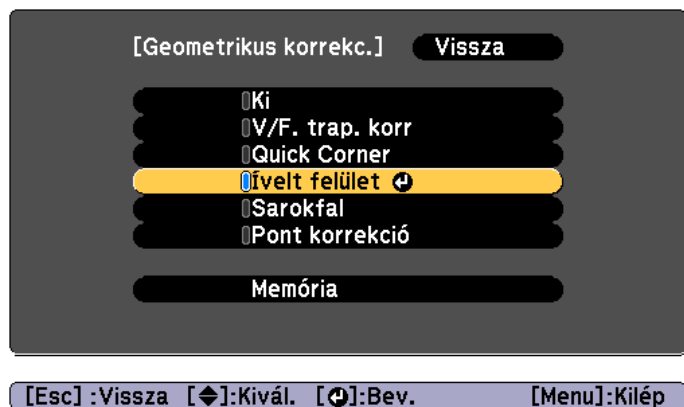 [Geometrikus korrekc.] Vissza
Ki
V/F. trap. korr
Quick Corner
Ívelt felület
Sarokfal
Pont korrekció
Memória
[Esc] :Vissza [◆]:Kivál. [↵]:Bev. [Menu]:Kilép